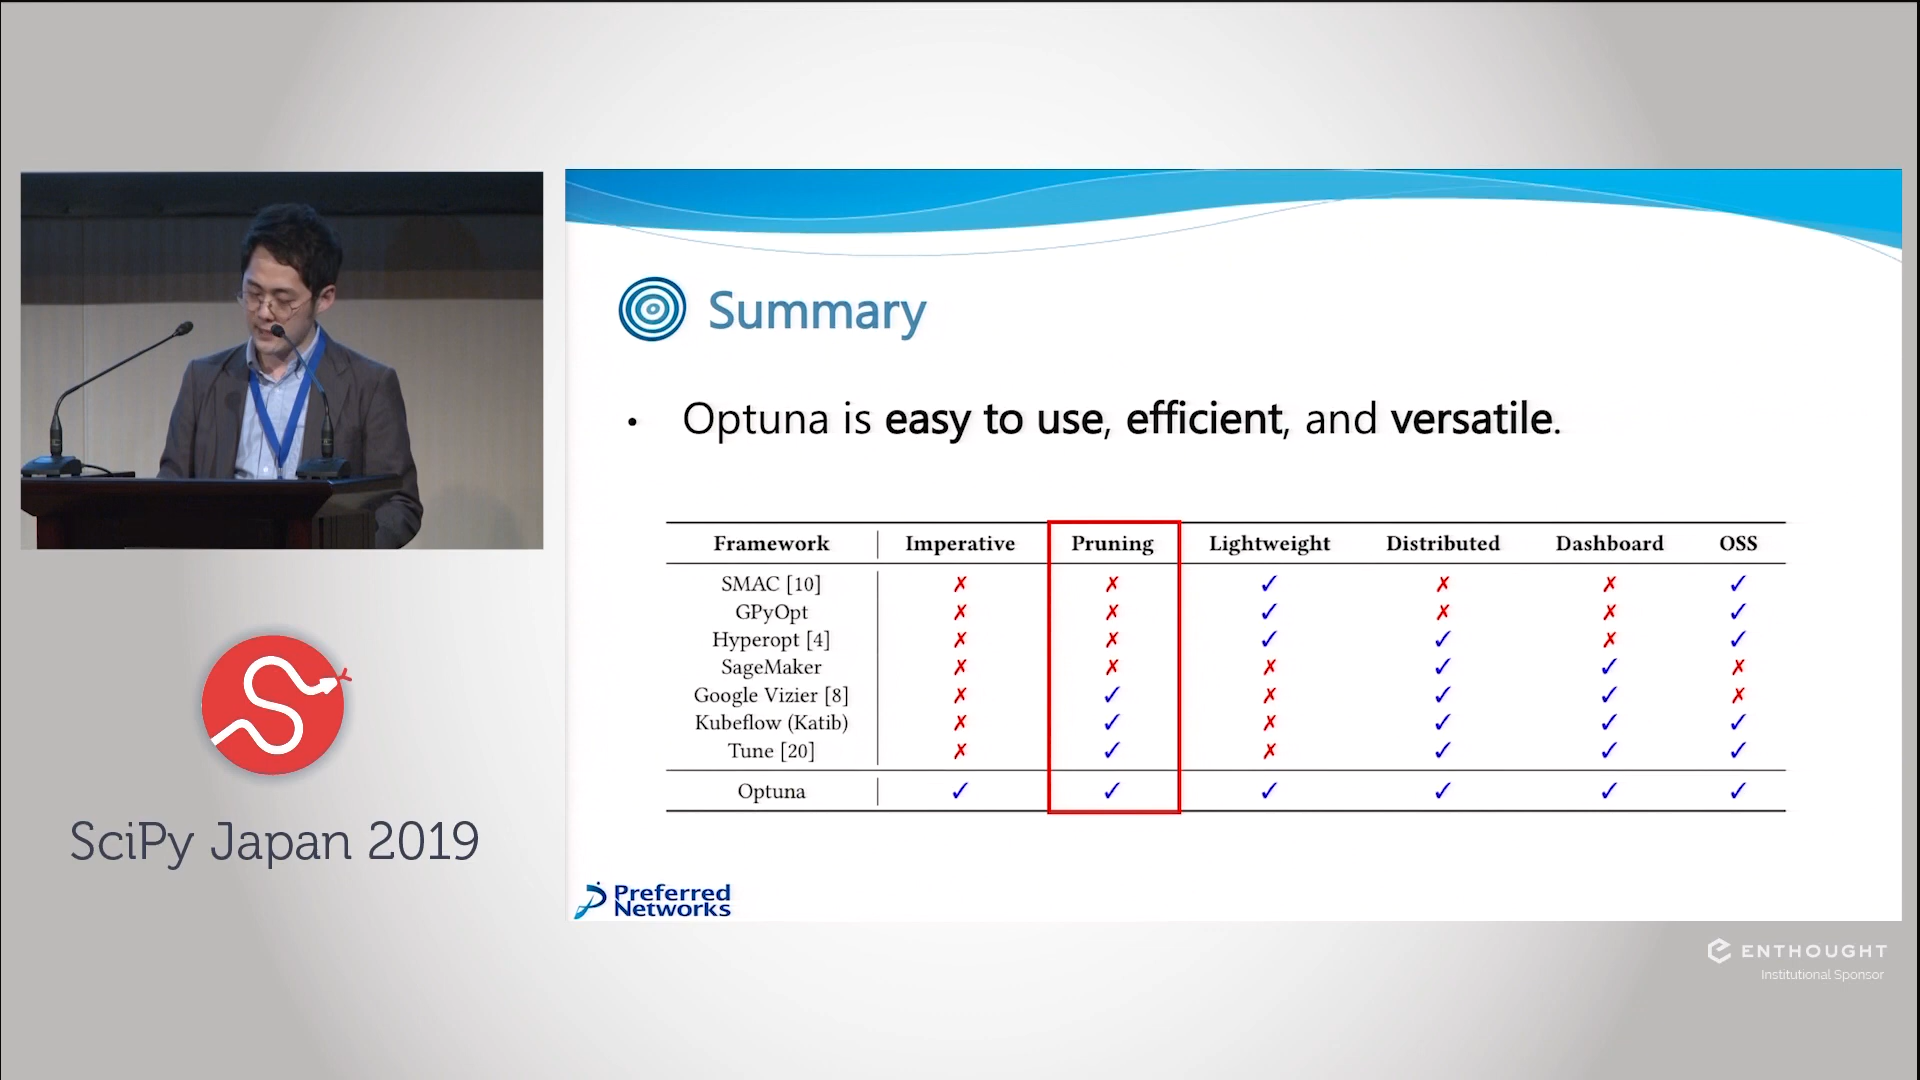 Summary
• Optuna is easy to use, efficient, and versatile.
Framework Imperative Pruning Lightweight Distributed Dashboard OSS
SMAC [10] ✗ ✗ ✓ ✗ ✗ ✓
GPyOpt ✗ ✗ ✓ ✗ ✗ ✓
Hyperopt [4] ✗ ✗ ✓ ✓ ✗ ✓
SageMaker ✗ ✗ ✗ ✓ ✓ ✗
Google Vizier [8] ✗ ✓ ✗ ✓ ✓ ✗
Kubeflow (Katib) ✗ ✓ ✗ ✓ ✓ ✓
Tune [20] ✗ ✓ ✗ ✓ ✓ ✓
Optuna ✓ ✓ ✓ ✓ ✓ ✓
Preferred
Networks
SciPy Japan 2019
ENTHOUGHT
Institutional Sponsor